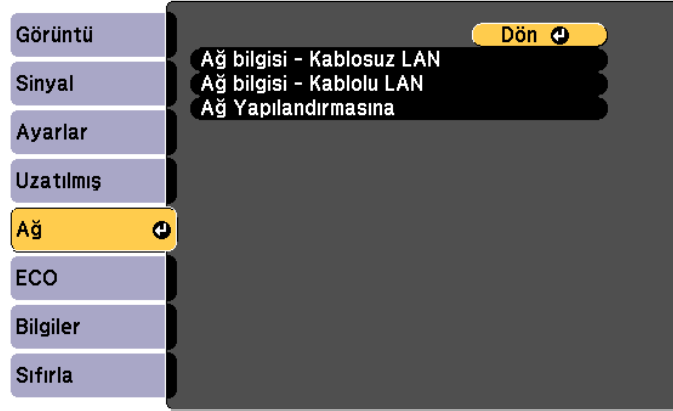 Görüntü
Sinyal
Ayarlar
Uzatılmış
Ağ
ECO
Bilgiler
Sıfırla
Dön
Ağ bilgisi - Kablosuz LAN
Ağ bilgisi - Kablolu LAN
Ağ Yapılandırmasına